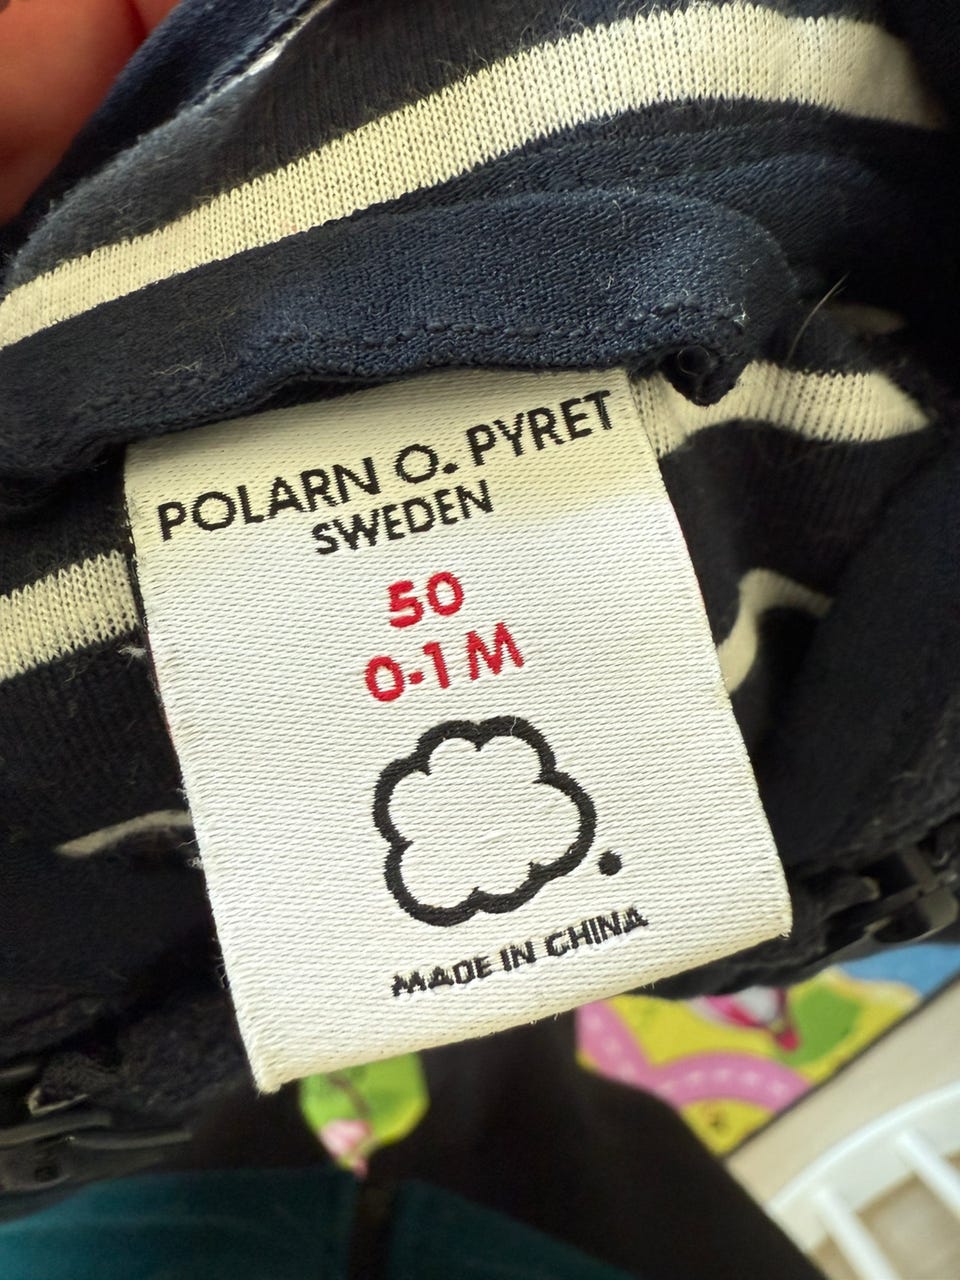 POLARN O. PYRET
SWEDEN
50
0-1 M
MADE IN CHINA